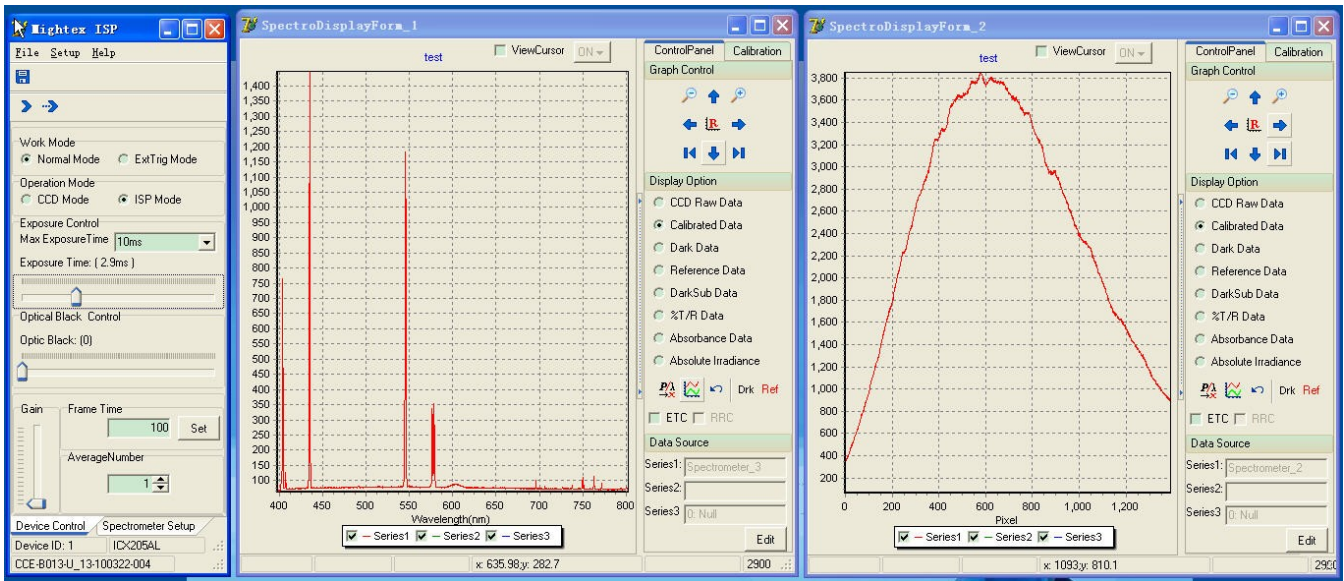 Mightex ISP
File Setup Help
Work Mode
Normal Mode ExtTrig Mode
Operation Mode
CCD Mode ISP Mode
Exposure Control
Max ExposureTime 10ms
Exposure Time: ( 2.9ms )
Optical Black Control
Optic Black: (0)
Gain Frame Time
100 Set
AverageNumber
1
Device Control Spectrometer Setup
Device ID: 1 ICX205AL
CCE-B013-U_13-100322-004
SpectroDisplayForm_1
test ViewCursor ON
1,400
1,350
1,300
1,250
1,200
1,150
1,100
1,050
1,000
950
900
850
800
750
700
650
600
550
500
450
400
350
300
250
200
150
100
400 450 500 550 600 650 700 750 800
Wavelength(nm)
Series1 Series2 Series3
x: 635.98;y: 282.7 2900
ControlPanel Calibration
Graph Control
R
Display Option
CCD Raw Data
Calibrated Data
Dark Data
Reference Data
DarkSub Data
%T/R Data
Absorbance Data
Absolute Irradiance
P/λ Drk Ref
ETC RRC
Data Source
Series1: Spectrometer_3
Series2:
Series3 0: Null
Edit
SpectroDisplayForm_2
test ViewCursor ON
3,800
3,600
3,400
3,200
3,000
2,800
2,600
2,400
2,200
2,000
1,800
1,600
1,400
1,200
1,000
800
600
400
200
0 200 400 600 800 1,000 1,200
Pixel
Series1 Series2 Series3
x: 1093;y: 810.1
ControlPanel Calibration
Graph Control
R
Display Option
CCD Raw Data
Calibrated Data
Dark Data
Reference Data
DarkSub Data
%T/R Data
Absorbance Data
Absolute Irradiance
P/λ Drk Ref
ETC RRC
Data Source
Series1: Spectrometer_2
Series2:
Series3 0: Null
Edit